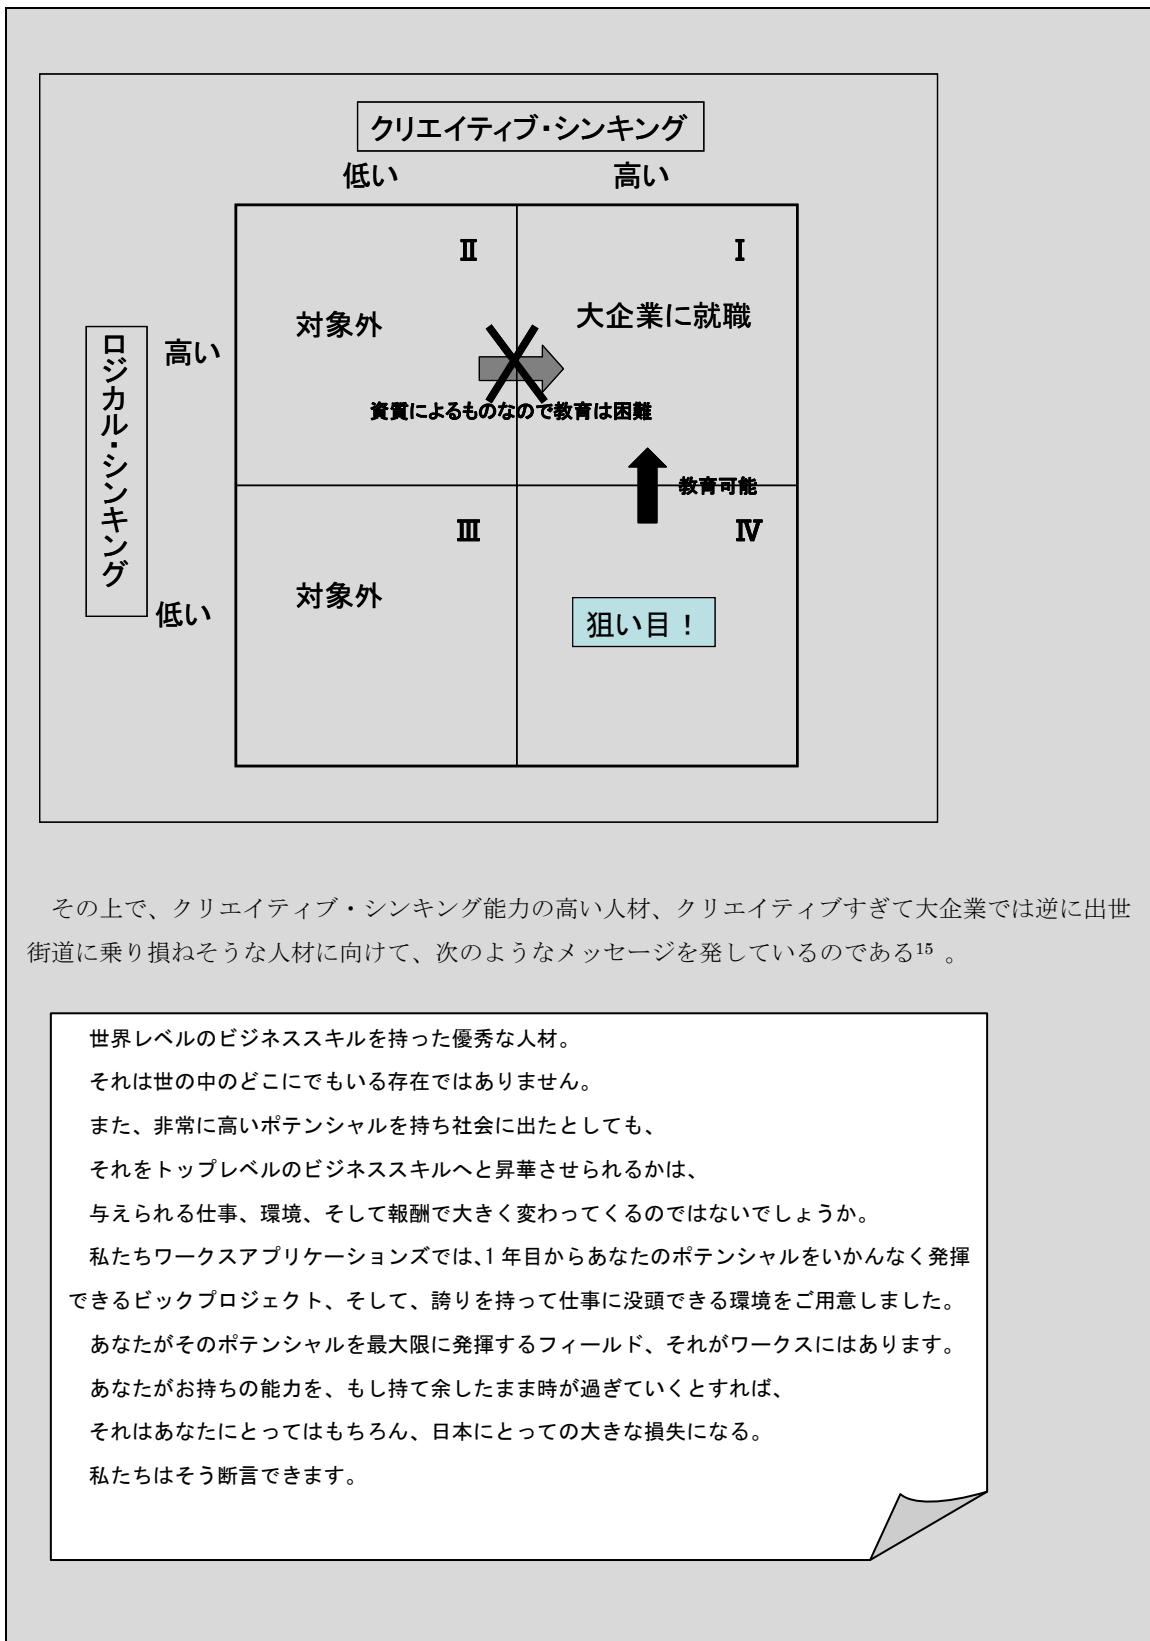 クリエイティブ・シンキング
低い
高い
Ⅱ
Ⅰ
対象外
大企業に就職
ロジカル・シンキング
高い
資質によるものなので教育は困難
教育可能
Ⅲ
Ⅳ
対象外
低い
狙い目！
その上で、クリエイティブ・シンキング能力の高い人材、クリエイティブすぎて大企業では逆に出世
街道に乗り損ねそうな人材に向けて、次のようなメッセージを発しているのである15 。
世界レベルのビジネススキルを持った優秀な人材。
それは世の中のどこにでもいる存在ではありません。
また、非常に高いポテンシャルを持ち社会に出たとしても、
それをトップレベルのビジネススキルへと昇華させられるかは、
与えられる仕事、環境、そして報酬で大きく変わってくるのではないでしょうか。
私たちワークスアプリケーションズでは、1 年目からあなたのポテンシャルをいかんなく発揮
できるビックプロジェクト、そして、誇りを持って仕事に没頭できる環境をご用意しました。
あなたがそのポテンシャルを最大限に発揮するフィールド、それがワークスにはあります。
あなたがお持ちの能力を、もし持て余したまま時が過ぎていくとすれば、
それはあなたにとってはもちろん、日本にとっての大きな損失になる。
私たちはそう断言できます。